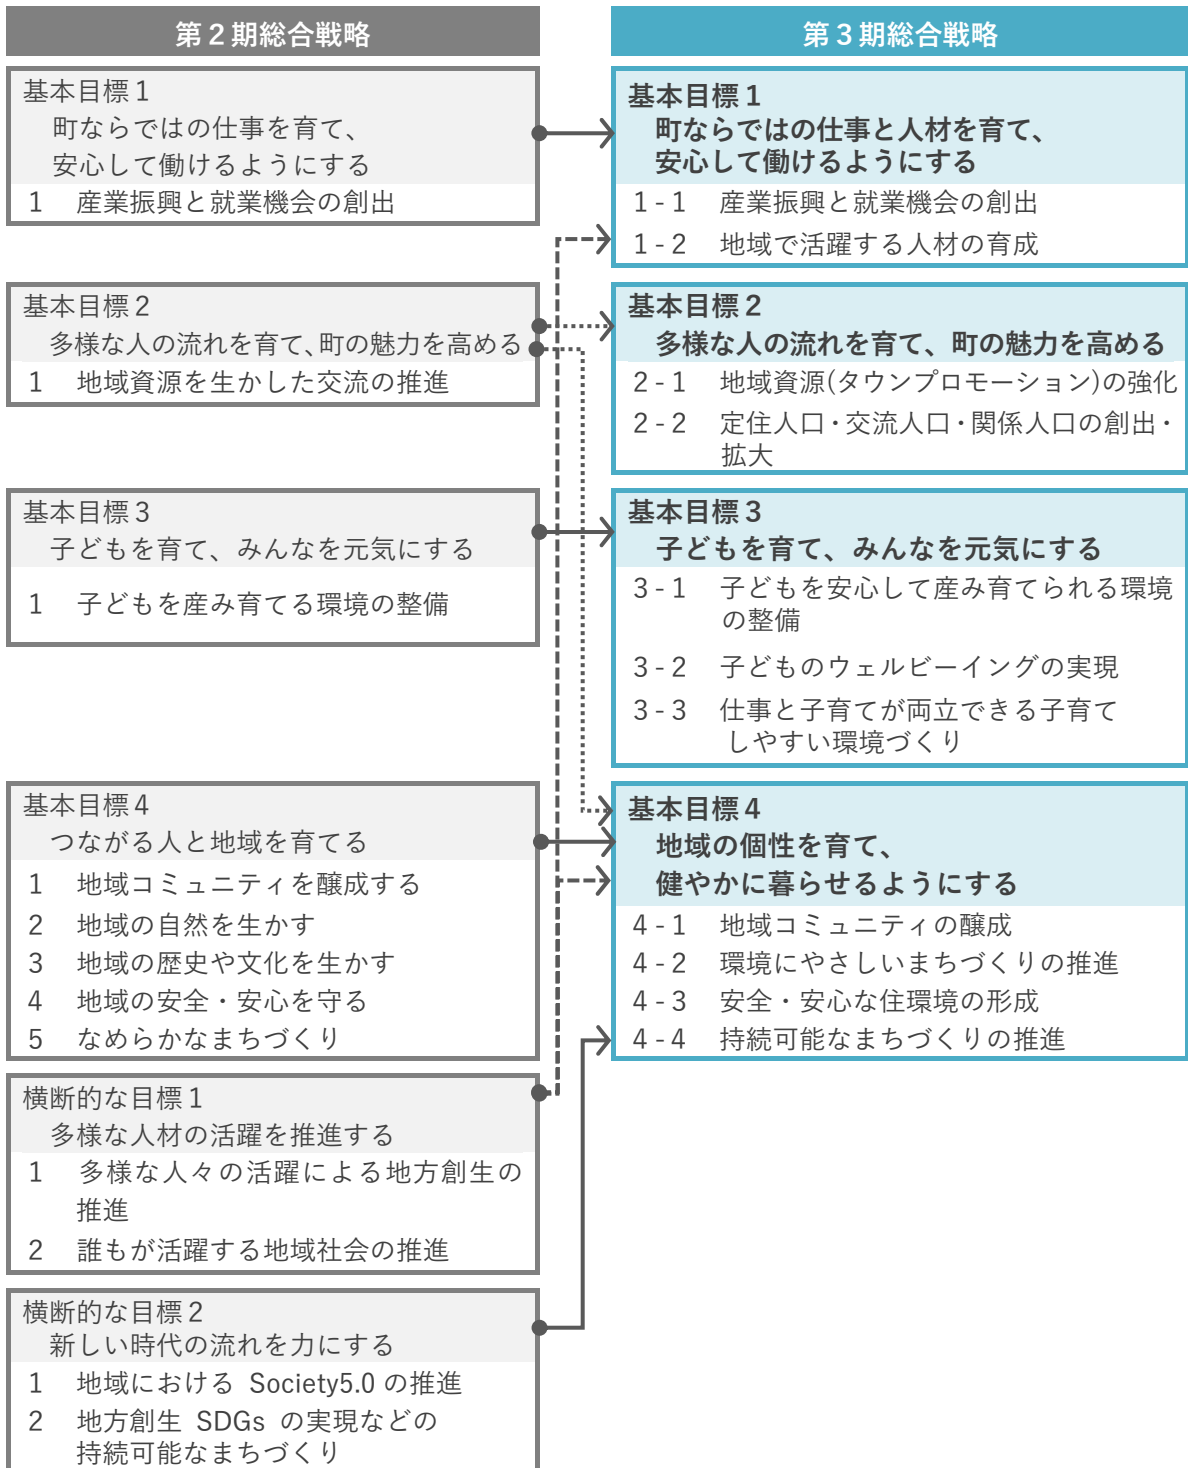 第２期総合戦略
基本目標１
町ならではの仕事を育て、
安心して働けるようにする
1 産業振興と就業機会の創出
基本目標２
多様な人の流れを育て、町の魅力を高める
1 地域資源を生かした交流の推進
基本目標３
子どもを育て、みんなを元気にする
1 子どもを産み育てる環境の整備
基本目標４
つながる人と地域を育てる
1 地域コミュニティを醸成する
2 地域の自然を生かす
3 地域の歴史や文化を生かす
4 地域の安全・安心を守る
5 なめらかなまちづくり
横断的な目標１
多様な人材の活躍を推進する
1 多様な人々の活躍による地方創生の
推進
2 誰もが活躍する地域社会の推進
横断的な目標２
新しい時代の流れを力にする
1 地域における Society5.0 の推進
2 地方創生 SDGs の実現などの
持続可能なまちづくり
第３期総合戦略
基本目標１
町ならではの仕事と人材を育て、
安心して働けるようにする
1-1 産業振興と就業機会の創出
1-2 地域で活躍する人材の育成
基本目標２
多様な人の流れを育て、町の魅力を高める
2-1 地域資源(タウンプロモーション)の強化
2-2 定住人口・交流人口・関係人口の創出・
拡大
基本目標３
子どもを育て、みんなを元気にする
3-1 子どもを安心して産み育てられる環境
の整備
3-2 子どものウェルビーイングの実現
3-3 仕事と子育てが両立できる子育て
しやすい環境づくり
基本目標４
地域の個性を育て、
健やかに暮らせるようにする
4-1 地域コミュニティの醸成
4-2 環境にやさしいまちづくりの推進
4-3 安全・安心な住環境の形成
4-4 持続可能なまちづくりの推進